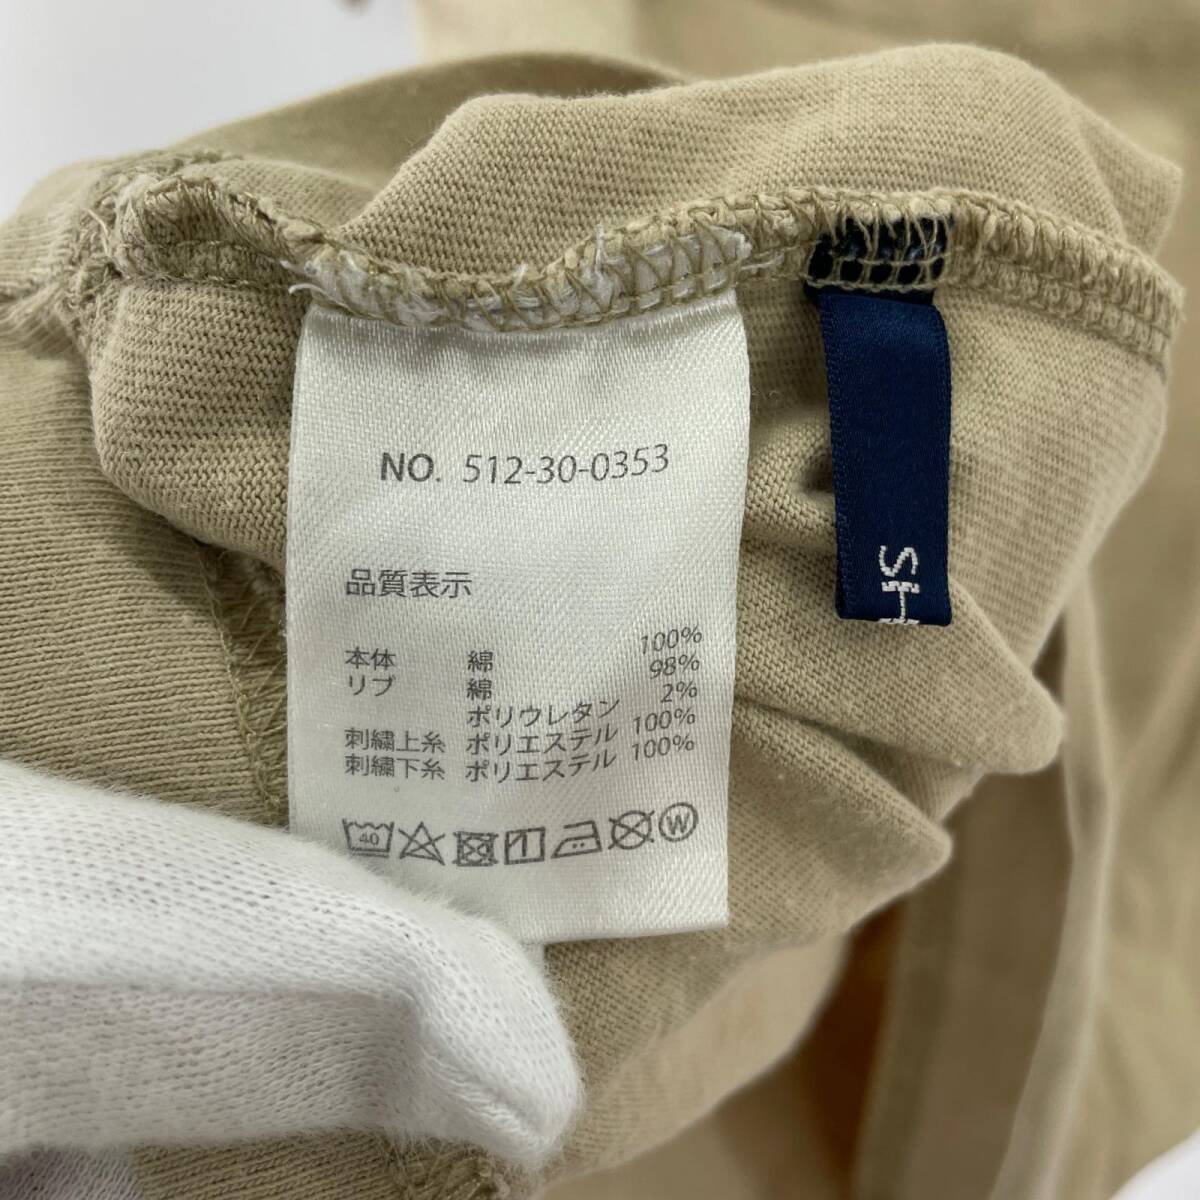 NO. 512-30-0353
品質表示
本体 綿 100%
リブ 綿 98%
ポリウレタン 2%
刺繍上糸 ポリエステル 100%
刺繍下糸 ポリエステル 100%
40 W
SH